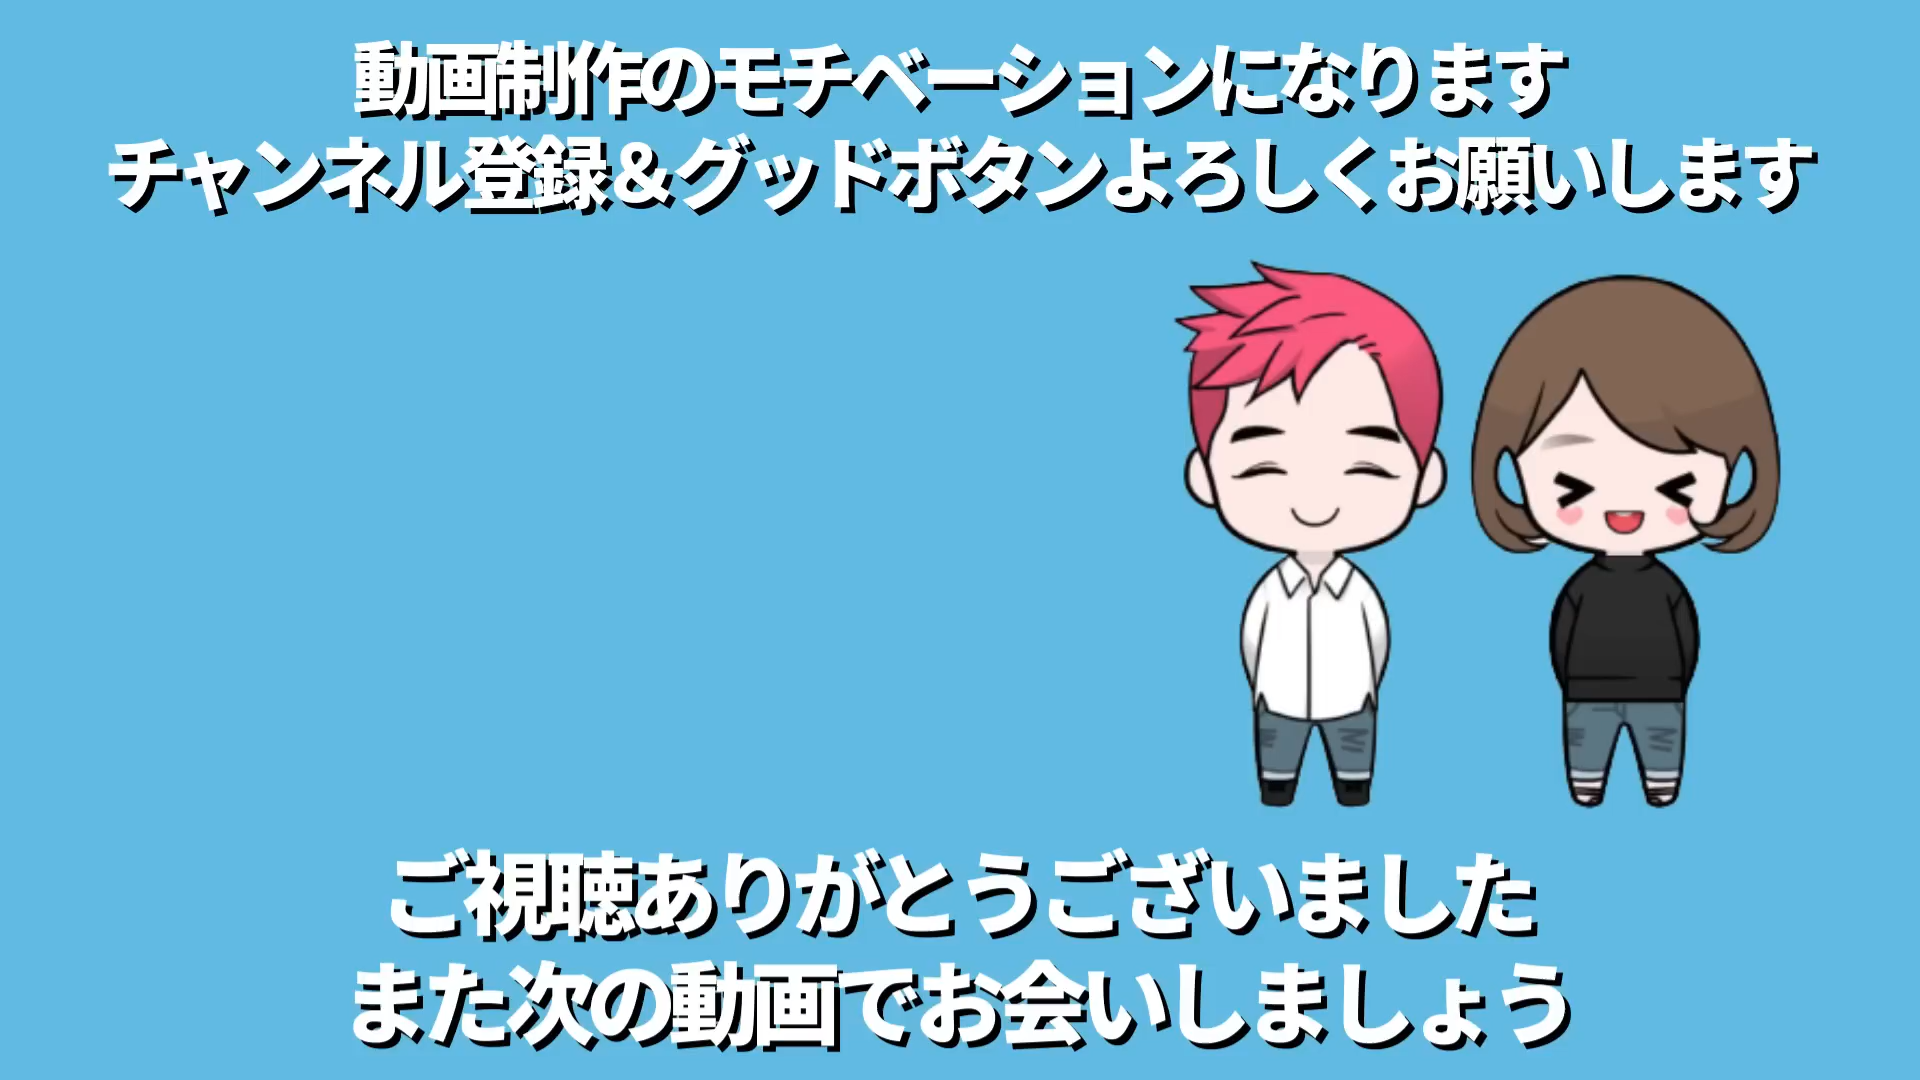 動画制作のモチベーションになります
チャンネル登録＆グッドボタンよろしくお願いします
ご視聴ありがとうございました
また次の動画でお会いしましょう